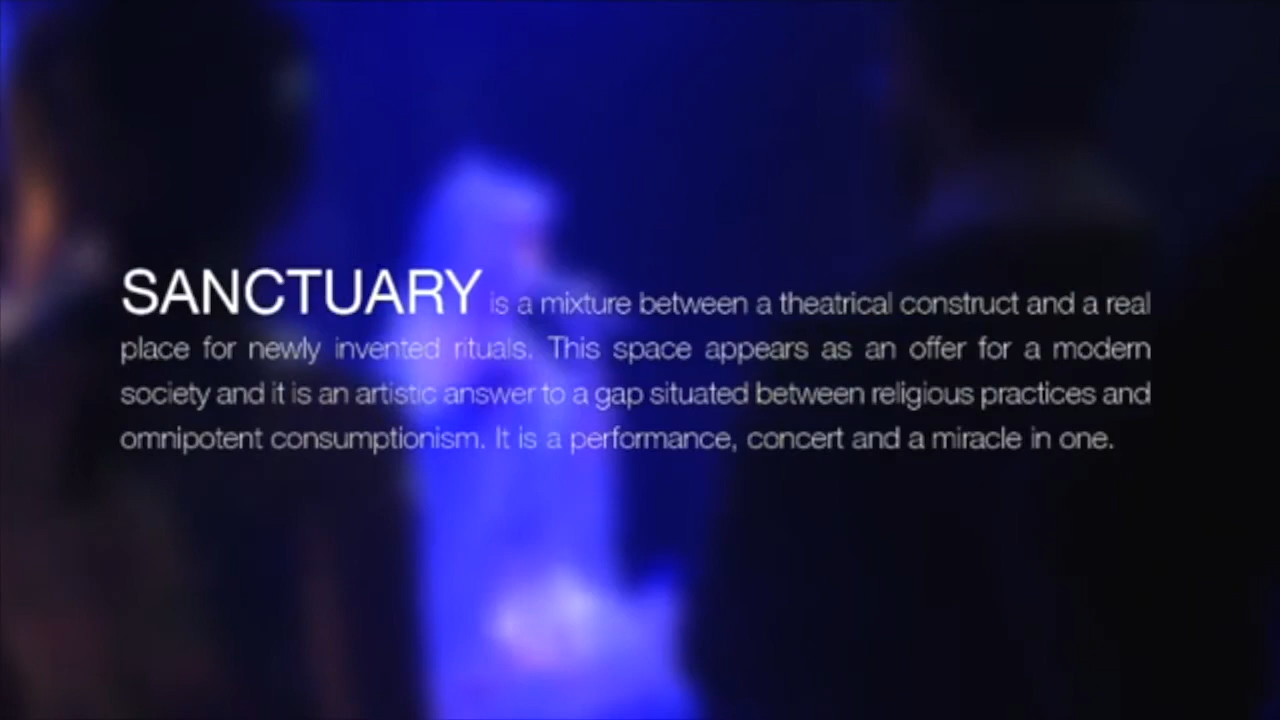 SANCTUARY is a mixture between a theatrical construct and a real
place for newly invented rituals. This space appears as an offer for a modern
society and it is an artistic answer to a gap situated between religious practices and
omnipotent consumptionism. It is a performance, concert and a miracle in one.